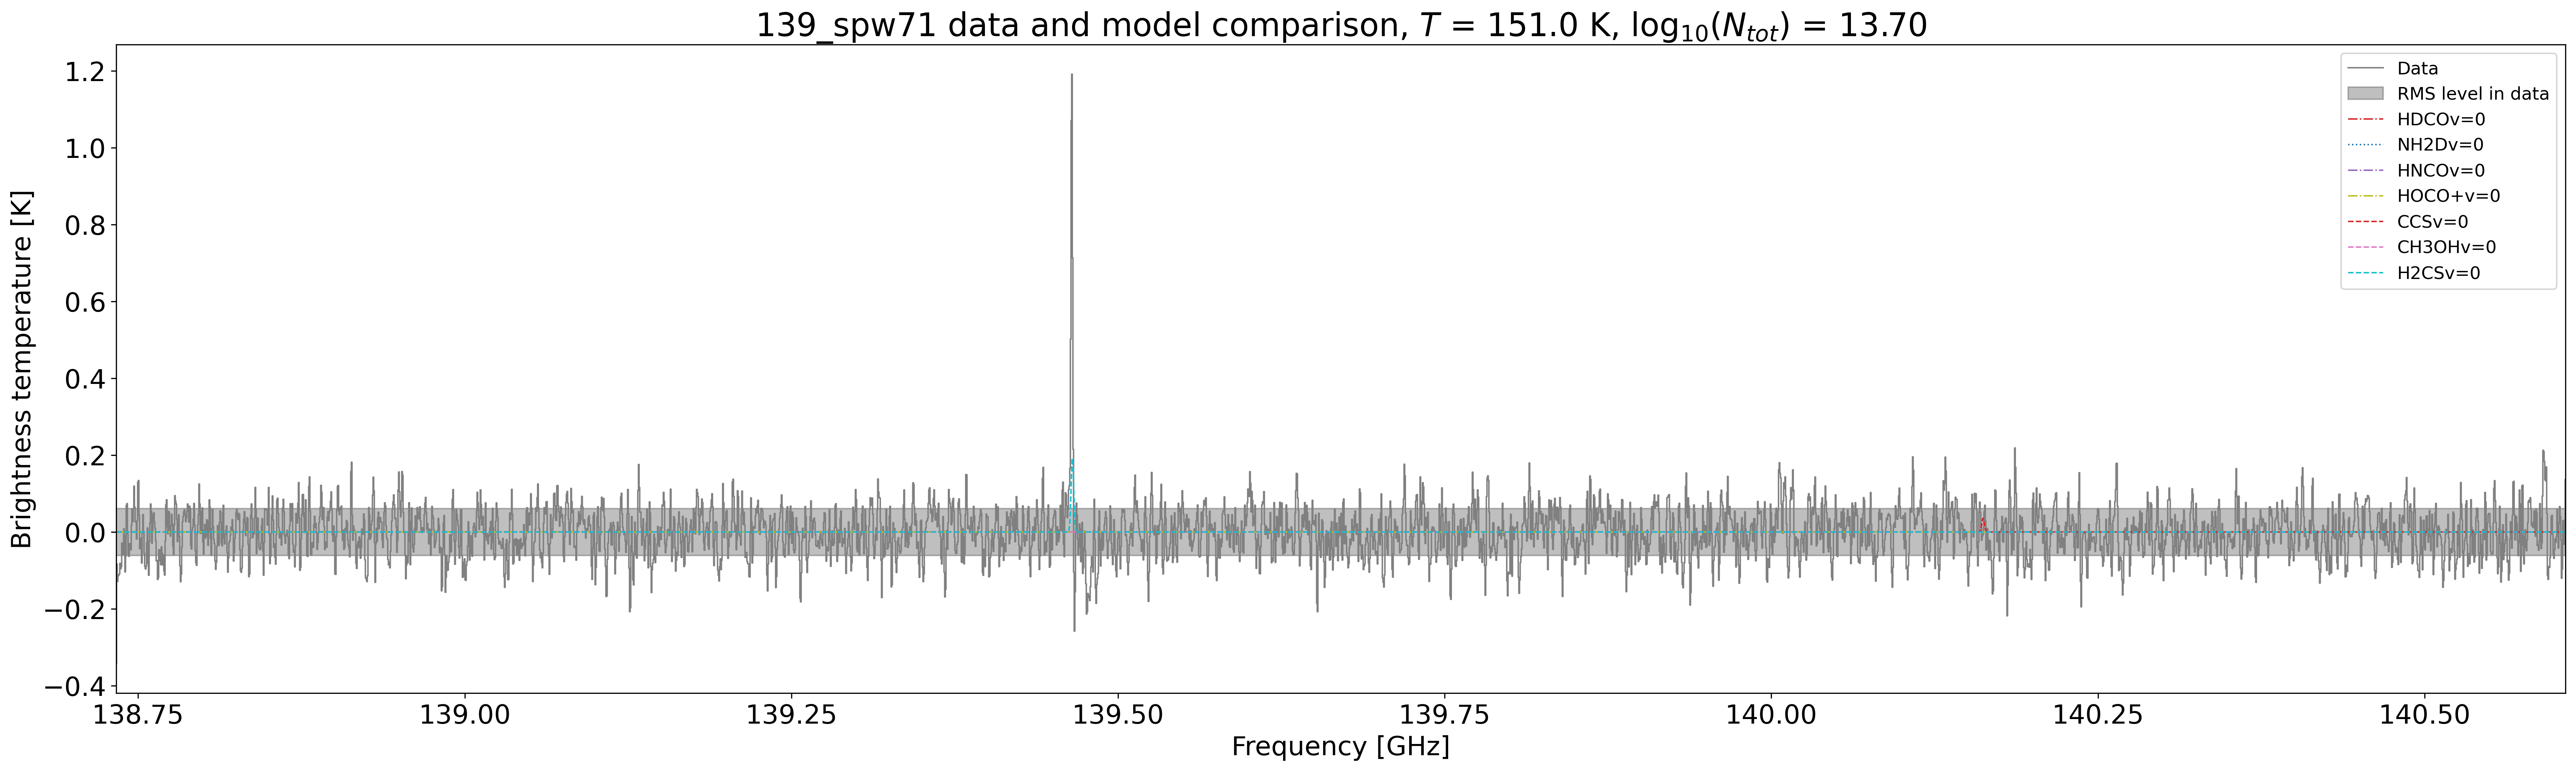 139_spw71 data and model comparison, T = 151.0 K, log₁₀(Nₜₒₜ) = 13.70
Brightness temperature [K]
1.2
1.0
0.8
0.6
0.4
0.2
0.0
−0.2
−0.4
Data
RMS level in data
HDCOv=0
NH2Dv=0
HNCOv=0
HOCO+v=0
CCSv=0
CH3OHv=0
H2CSv=0
138.75 139.00 139.25 139.50 139.75 140.00 140.25 140.50
Frequency [GHz]